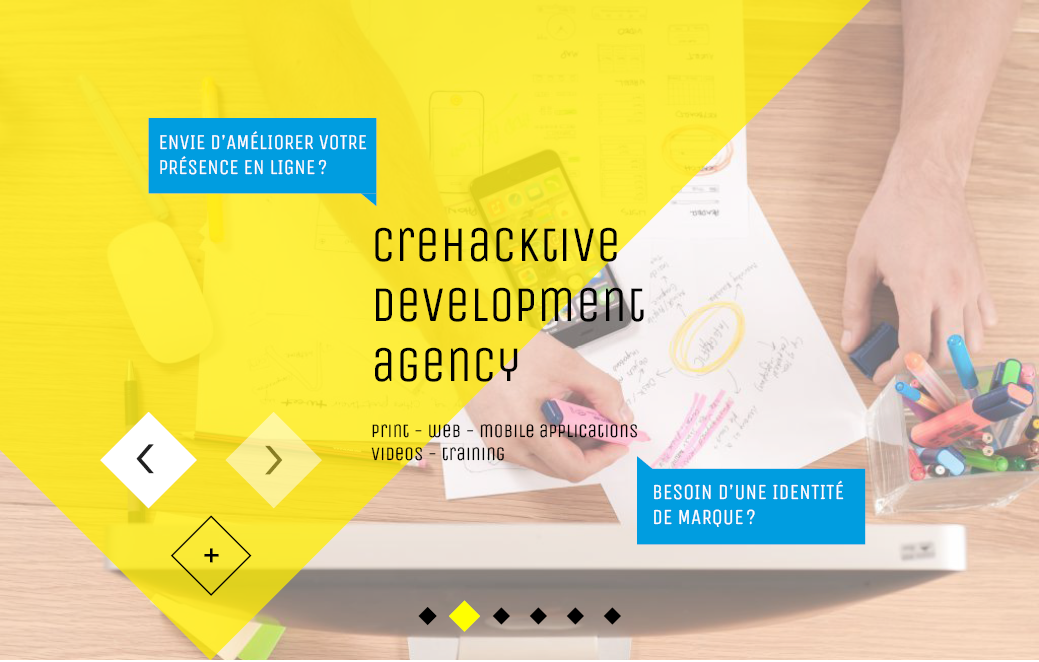 ENVIE D'AMÉLIORER VOTRE
PRÉSENCE EN LIGNE ?
creHacktive
Development
agency
print - web - mobile applications
videos - training
BESOIN D'UNE IDENTITÉ
DE MARQUE ?